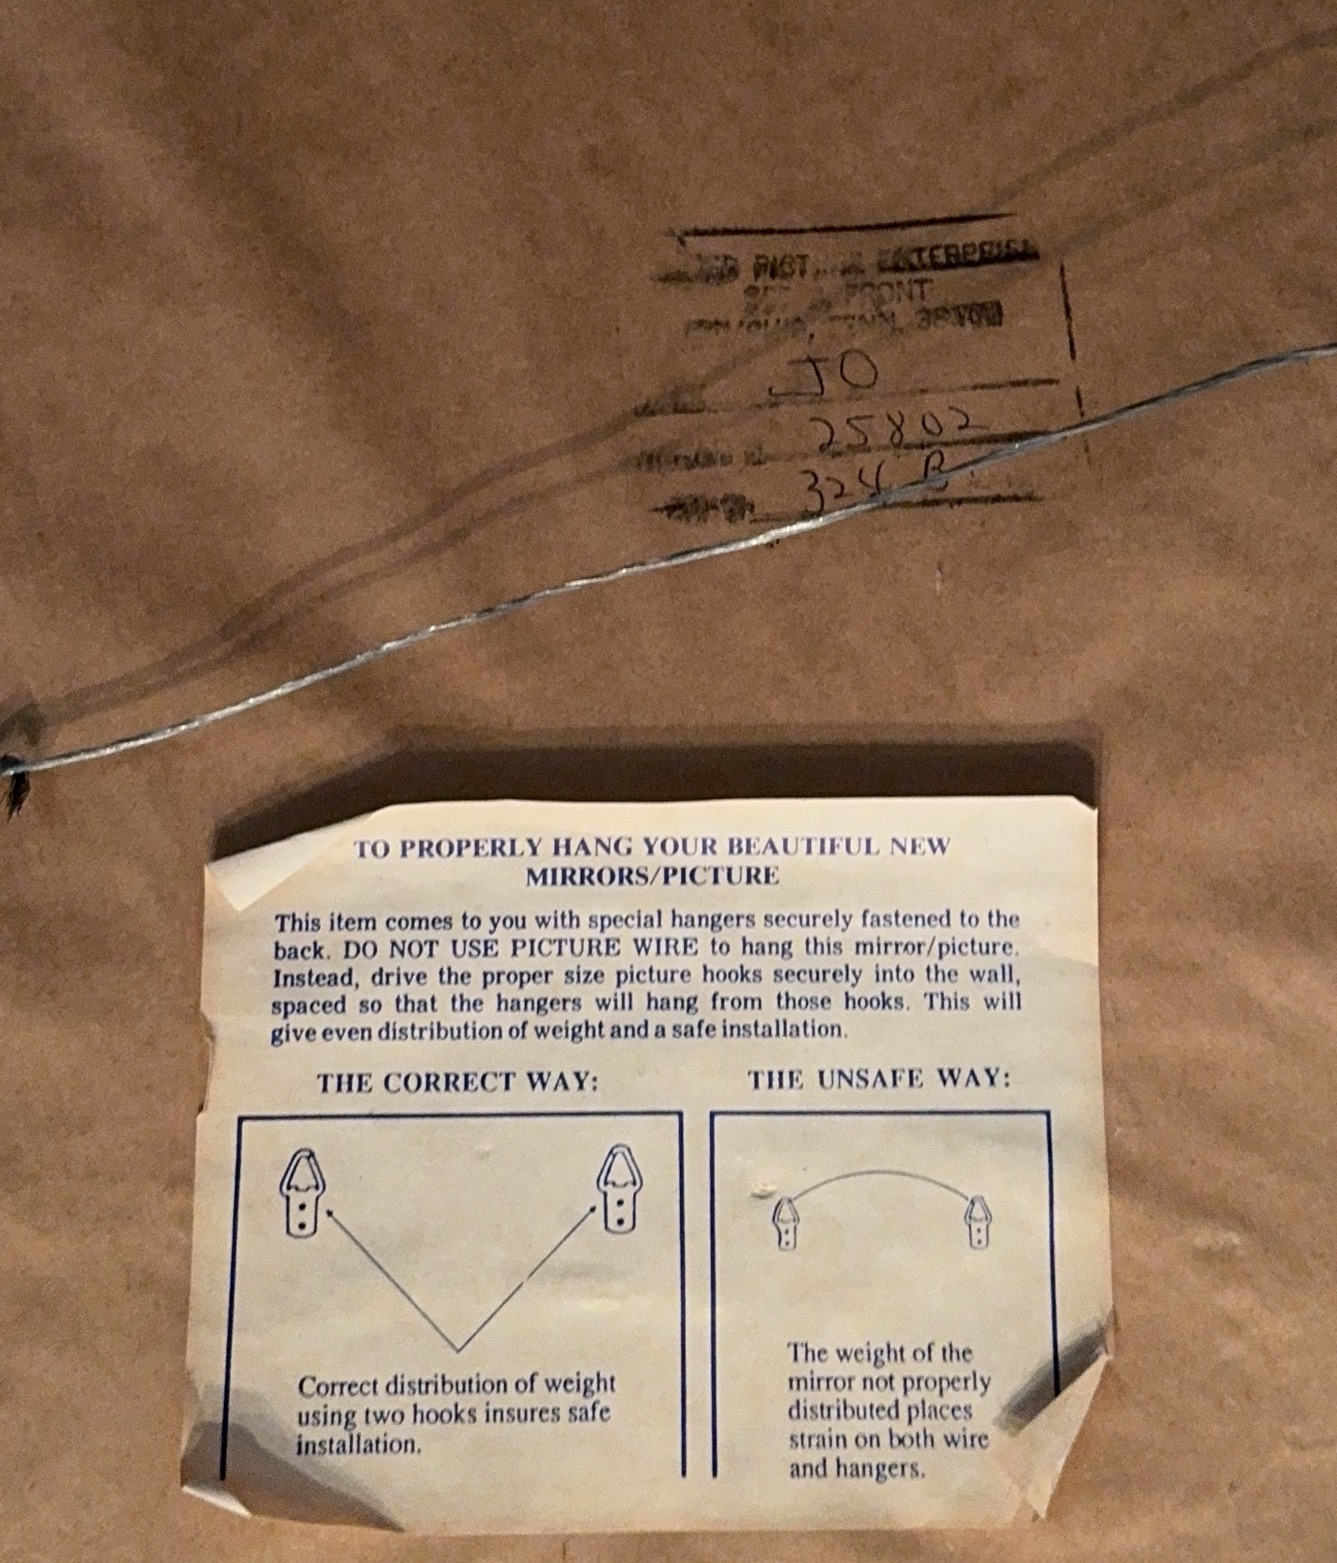 ENTERPRISE
FRONT
TENN.
JO
25802
324 B
TO PROPERLY HANG YOUR BEAUTIFUL NEW
MIRRORS/PICTURE
This item comes to you with special hangers securely fastened to the
back. DO NOT USE PICTURE WIRE to hang this mirror/picture.
Instead, drive the proper size picture hooks securely into the wall,
spaced so that the hangers will hang from those hooks. This will
give even distribution of weight and a safe installation.
THE CORRECT WAY:
Correct distribution of weight
using two hooks insures safe
installation.
THE UNSAFE WAY:
The weight of the
mirror not properly
distributed places
strain on both wire
and hangers.